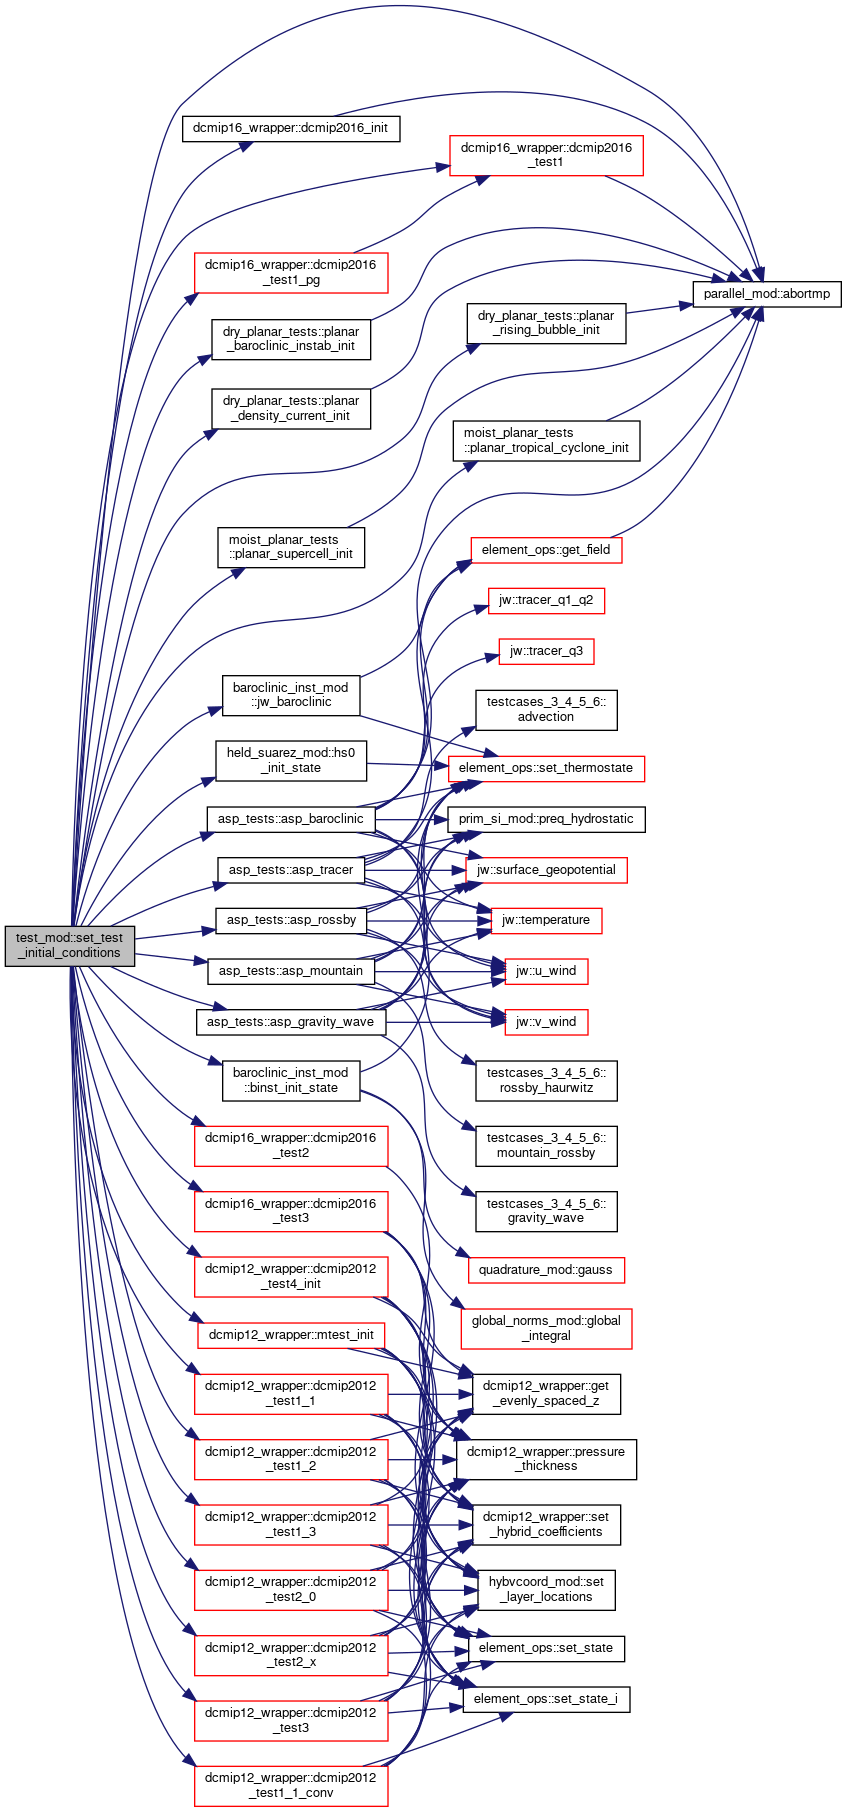 test_mod::set_test
_initial_conditions
dcmip16_wrapper::dcmip2016_init
dcmip16_wrapper::dcmip2016
_test1
dcmip16_wrapper::dcmip2016
_test1_pg
parallel_mod::abortmp
dry_planar_tests::planar
_baroclinic_instab_init
dry_planar_tests::planar
_rising_bubble_init
dry_planar_tests::planar
_density_current_init
moist_planar_tests
::planar_tropical_cyclone_init
moist_planar_tests
::planar_supercell_init
element_ops::get_field
jw::tracer_q1_q2
jw::tracer_q3
baroclinic_inst_mod
::jw_baroclinic
testcases_3_4_5_6::
advection
held_suarez_mod::hs0
_init_state
element_ops::set_thermostate
asp_tests::asp_baroclinic
prim_si_mod::preq_hydrostatic
asp_tests::asp_tracer
jw::surface_geopotential
asp_tests::asp_rossby
jw::temperature
asp_tests::asp_mountain
jw::u_wind
asp_tests::asp_gravity_wave
jw::v_wind
baroclinic_inst_mod
::binst_init_state
testcases_3_4_5_6::
rossby_haurwitz
dcmip16_wrapper::dcmip2016
_test2
testcases_3_4_5_6::
mountain_rossby
dcmip16_wrapper::dcmip2016
_test3
testcases_3_4_5_6::
gravity_wave
dcmip12_wrapper::dcmip2012
_test4_init
quadrature_mod::gauss
dcmip12_wrapper::mtest_init
global_norms_mod::global
_integral
dcmip12_wrapper::dcmip2012
_test1_1
dcmip12_wrapper::get
_evenly_spaced_z
dcmip12_wrapper::dcmip2012
_test1_2
dcmip12_wrapper::pressure
_thickness
dcmip12_wrapper::dcmip2012
_test1_3
dcmip12_wrapper::set
_hybrid_coefficients
dcmip12_wrapper::dcmip2012
_test2_0
hybvcoord_mod::set
_layer_locations
dcmip12_wrapper::dcmip2012
_test2_x
element_ops::set_state
dcmip12_wrapper::dcmip2012
_test3
element_ops::set_state_i
dcmip12_wrapper::dcmip2012
_test1_1_conv